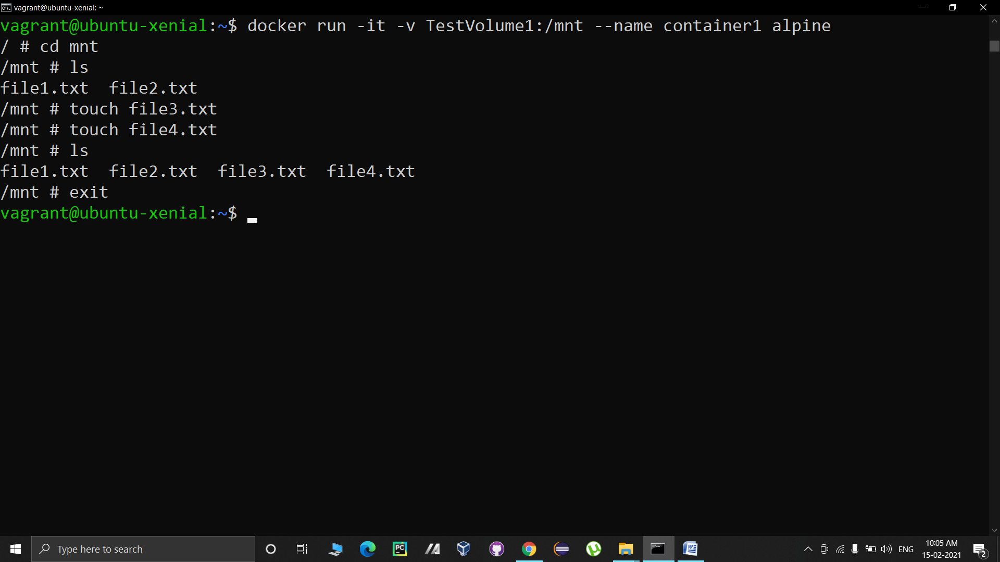 vagrant@ubuntu-xenial: ~
vagrant@ubuntu-xenial:~$ docker run -it -v TestVolume1:/mnt --name container1 alpine
/ # cd mnt
/mnt # ls
file1.txt  file2.txt
/mnt # touch file3.txt
/mnt # touch file4.txt
/mnt # ls
file1.txt  file2.txt  file3.txt  file4.txt
/mnt # exit
vagrant@ubuntu-xenial:~$
Type here to search
PC
ENG
10:05 AM
15-02-2021
2